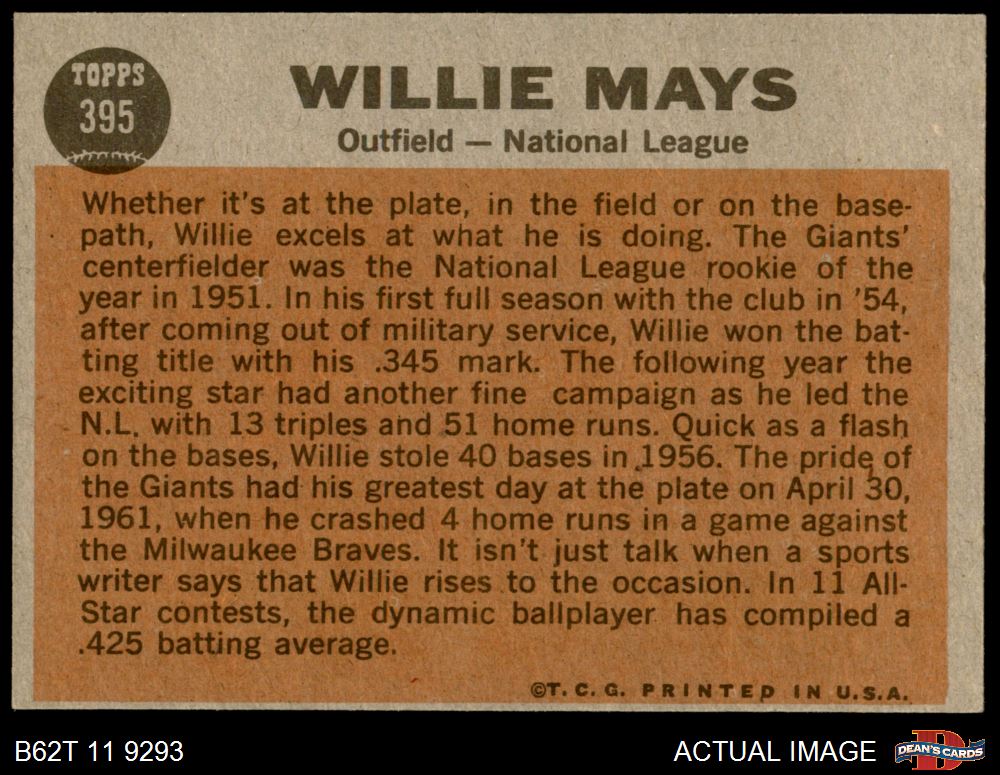 TOPPS
395
WILLIE MAYS
Outfield — National League
Whether it's at the plate, in the field or on the base-
path, Willie excels at what he is doing. The Giants'
centerfielder was the National League rookie of the
year in 1951. In his first full season with the club in '54,
after coming out of military service, Willie won the bat-
ting title with his .345 mark. The following year the
exciting star had another fine campaign as he led the
N.L. with 13 triples and 51 home runs. Quick as a flash
on the bases, Willie stole 40 bases in 1956. The pride of
the Giants had his greatest day at the plate on April 30,
1961, when he crashed 4 home runs in a game against
the Milwaukee Braves. It isn't just talk when a sports
writer says that Willie rises to the occasion. In 11 All-
Star contests, the dynamic ballplayer has compiled a
.425 batting average.
©T. C. G. PRINTED IN U.S.A.
B62T 11 9293
ACTUAL IMAGE
DEAN'S CARDS